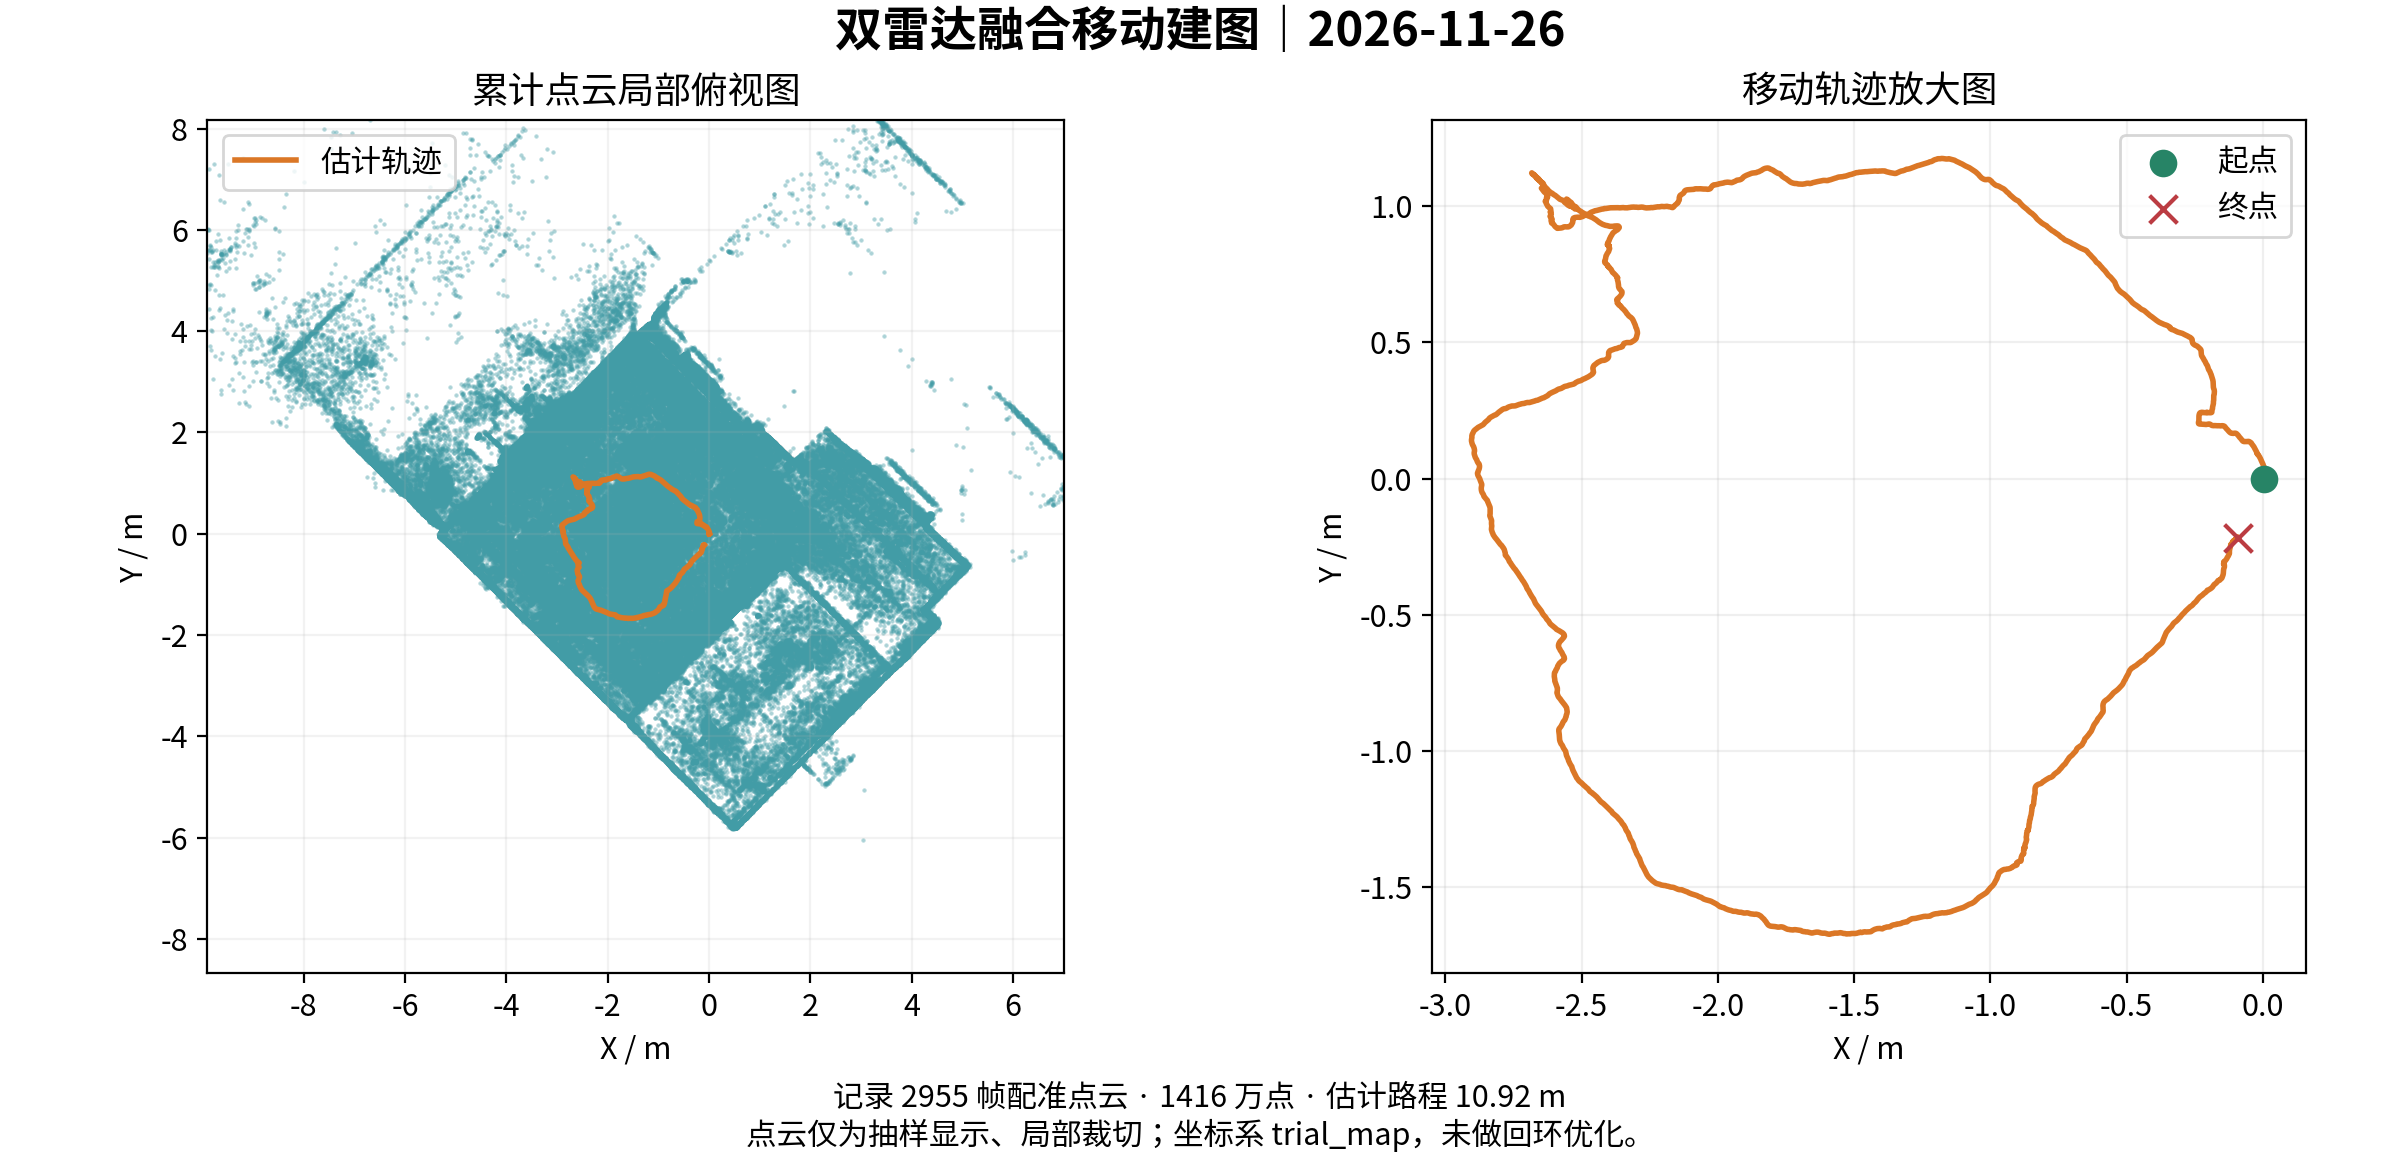 双雷达融合移动建图｜2026-11-26
累计点云局部俯视图
估计轨迹
8
6
4
2
0
-2
-4
-6
-8
Y / m
-8 -6 -4 -2 0 2 4 6
X / m
移动轨迹放大图
起点
终点
1.0
0.5
0.0
-0.5
-1.0
-1.5
Y / m
-3.0 -2.5 -2.0 -1.5 -1.0 -0.5 0.0
X / m
记录 2955 帧配准点云 · 1416 万点 · 估计路程 10.92 m
点云仅为抽样显示、局部裁切；坐标系 trial_map，未做回环优化。